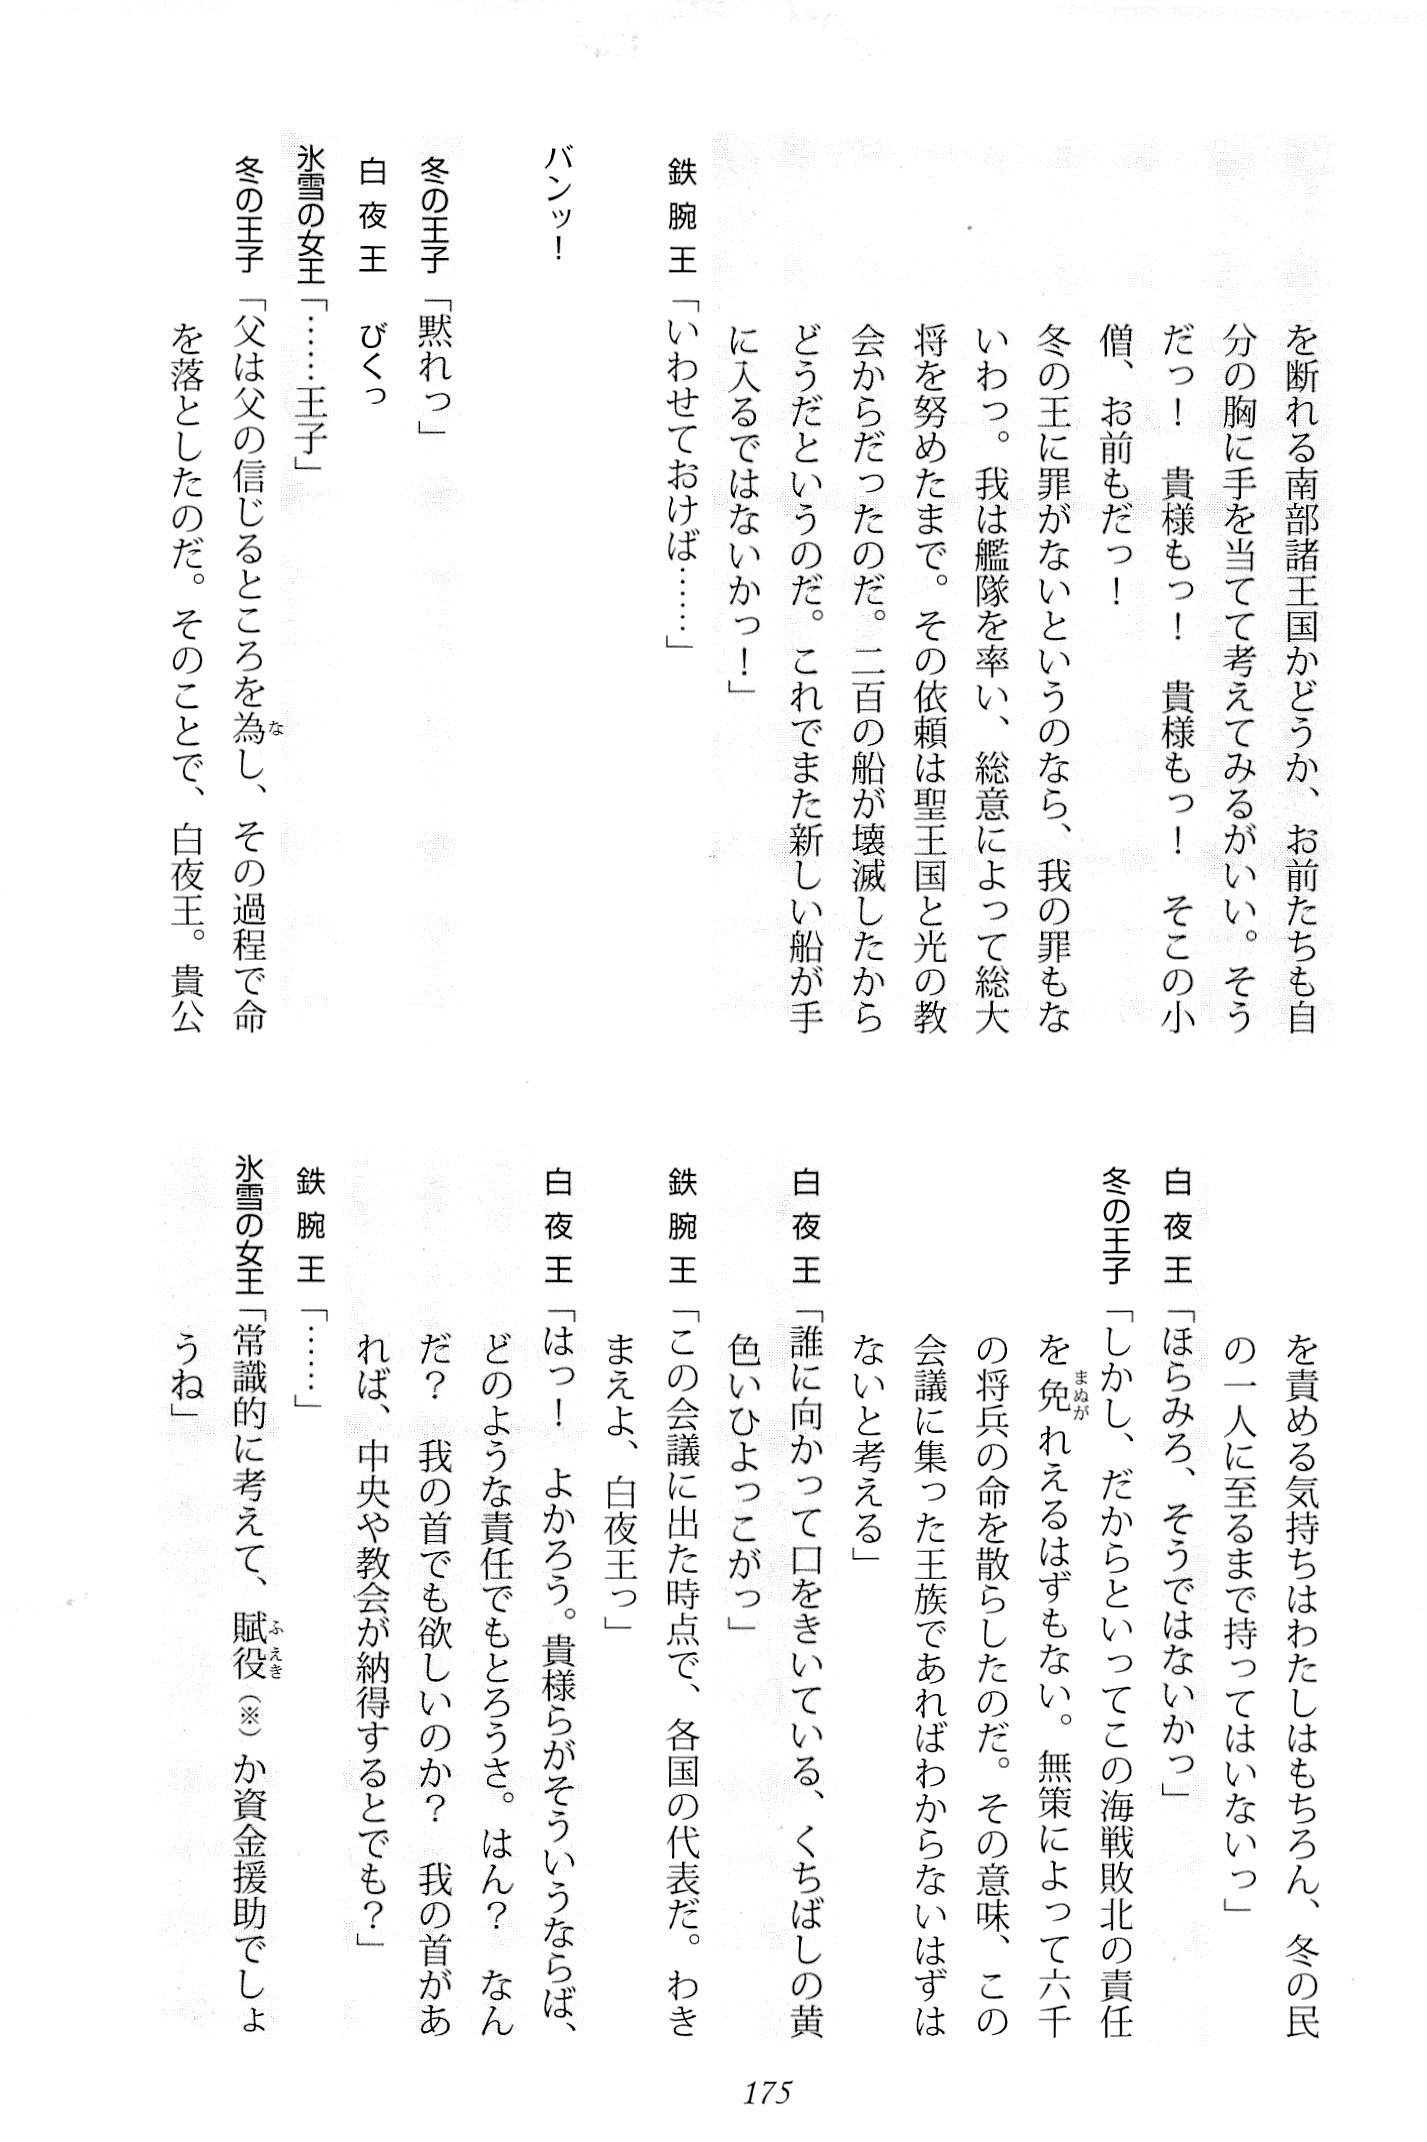 を断れる南部諸王国かどうか、お前たちも自
分の胸に手を当てて考えてみるがいい。そう
だっ！　貴様もっ！　貴様もっ！　そこの小
僧、お前もだっ！
冬の王に罪がないというのなら、我の罪もな
いわっ。我は艦隊を率い、総意によって総大
将を努めたまで。その依頼は聖王国と光の教
会からだったのだ。二百の船が壊滅したから
どうだというのだ。これでまた新しい船が手
に入るではないかっ！」
鉄腕王「いわせておけば……」
バンッ！
冬の王子「黙れっ」
白夜王　びくっ
氷雪の女王「……王子」
冬の王子「父は父の信じるところを為し、その過程で命
を落としたのだ。そのことで、白夜王。貴公
を責める気持ちはわたしはもちろん、冬の民
の一人に至るまで持ってはいないっ」
白夜王「ほらみろ、そうではないかっ」
冬の王子「しかし、だからといってこの海戦敗北の責任
を免れえるはずもない。無策によって六千
の将兵の命を散らしたのだ。その意味、この
会議に集った王族であればわからないはずは
ないと考える」
白夜王「誰に向かって口をきいている、くちばしの黄
色いひよっこがっ」
鉄腕王「この会議に出た時点で、各国の代表だ。わき
まえよ、白夜王っ」
白夜王「はっ！　よかろう。貴様らがそういうならば、
どのような責任でもとろうさ。はん？　なん
だ？　我の首でも欲しいのか？　我の首があ
れば、中央や教会が納得するとでも？」
鉄腕王「……」
氷雪の女王「常識的に考えて、賦役（※）か資金援助でしょ
うね」
175